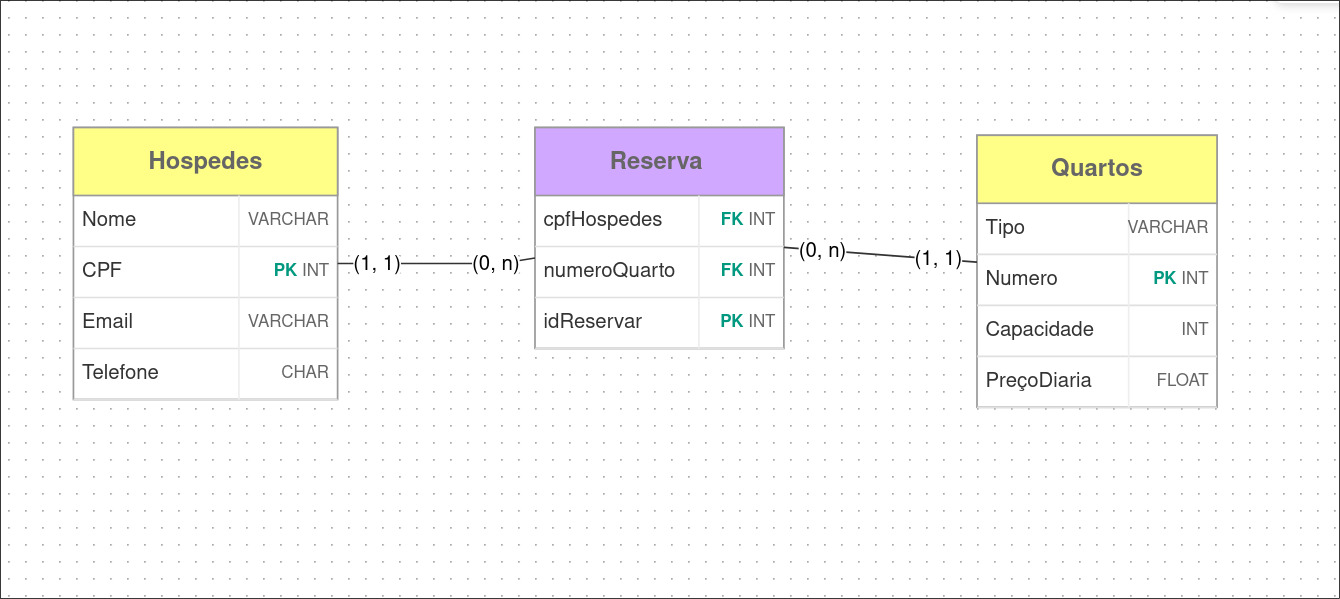 Hospedes
Nome VARCHAR
CPF PK INT
Email VARCHAR
Telefone CHAR
(1, 1) (0, n)
Reserva
cpfHospedes FK INT
numeroQuarto FK INT
idReservar PK INT
(0, n) (1, 1)
Quartos
Tipo VARCHAR
Numero PK INT
Capacidade INT
PreçoDiaria FLOAT